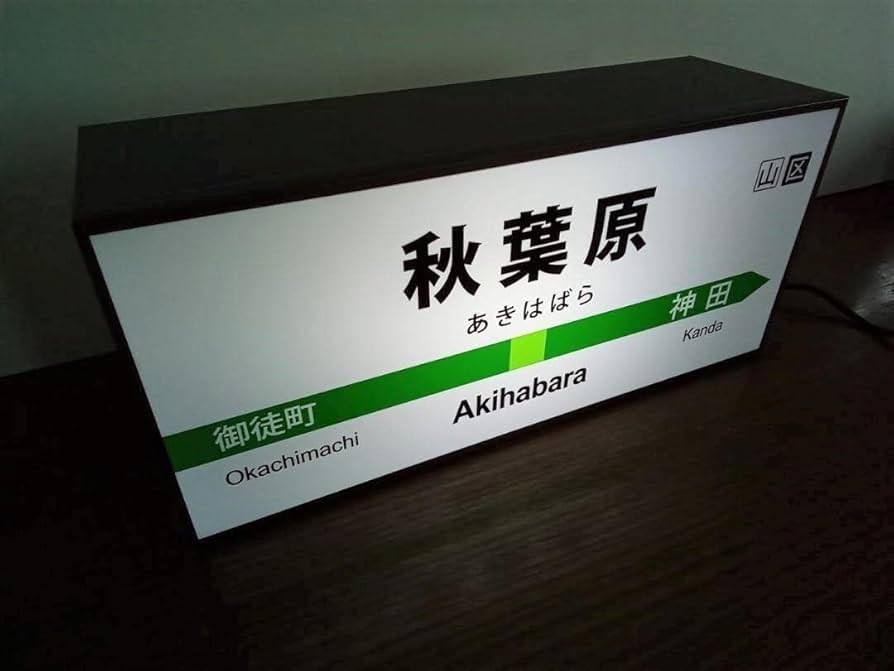 山 区
秋葉原
あきはばら
神田
Kanda
Akihabara
御徒町
Okachimachi